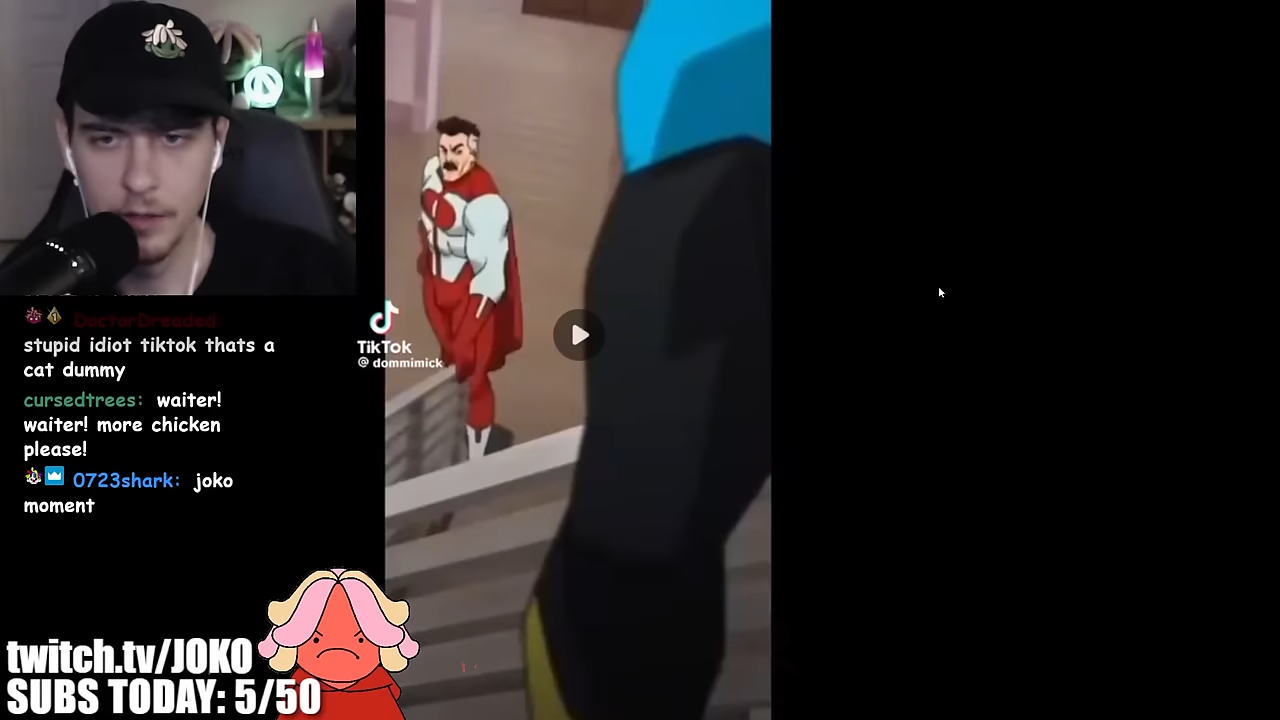 DoctorDreaded
stupid idiot tiktok thats a
cat dummy
cursedtrees: waiter!
waiter! more chicken
please!
0723shark: joko
moment
TikTok
@ dommimick
twitch.tv/JOKO
SUBS TODAY: 5/50